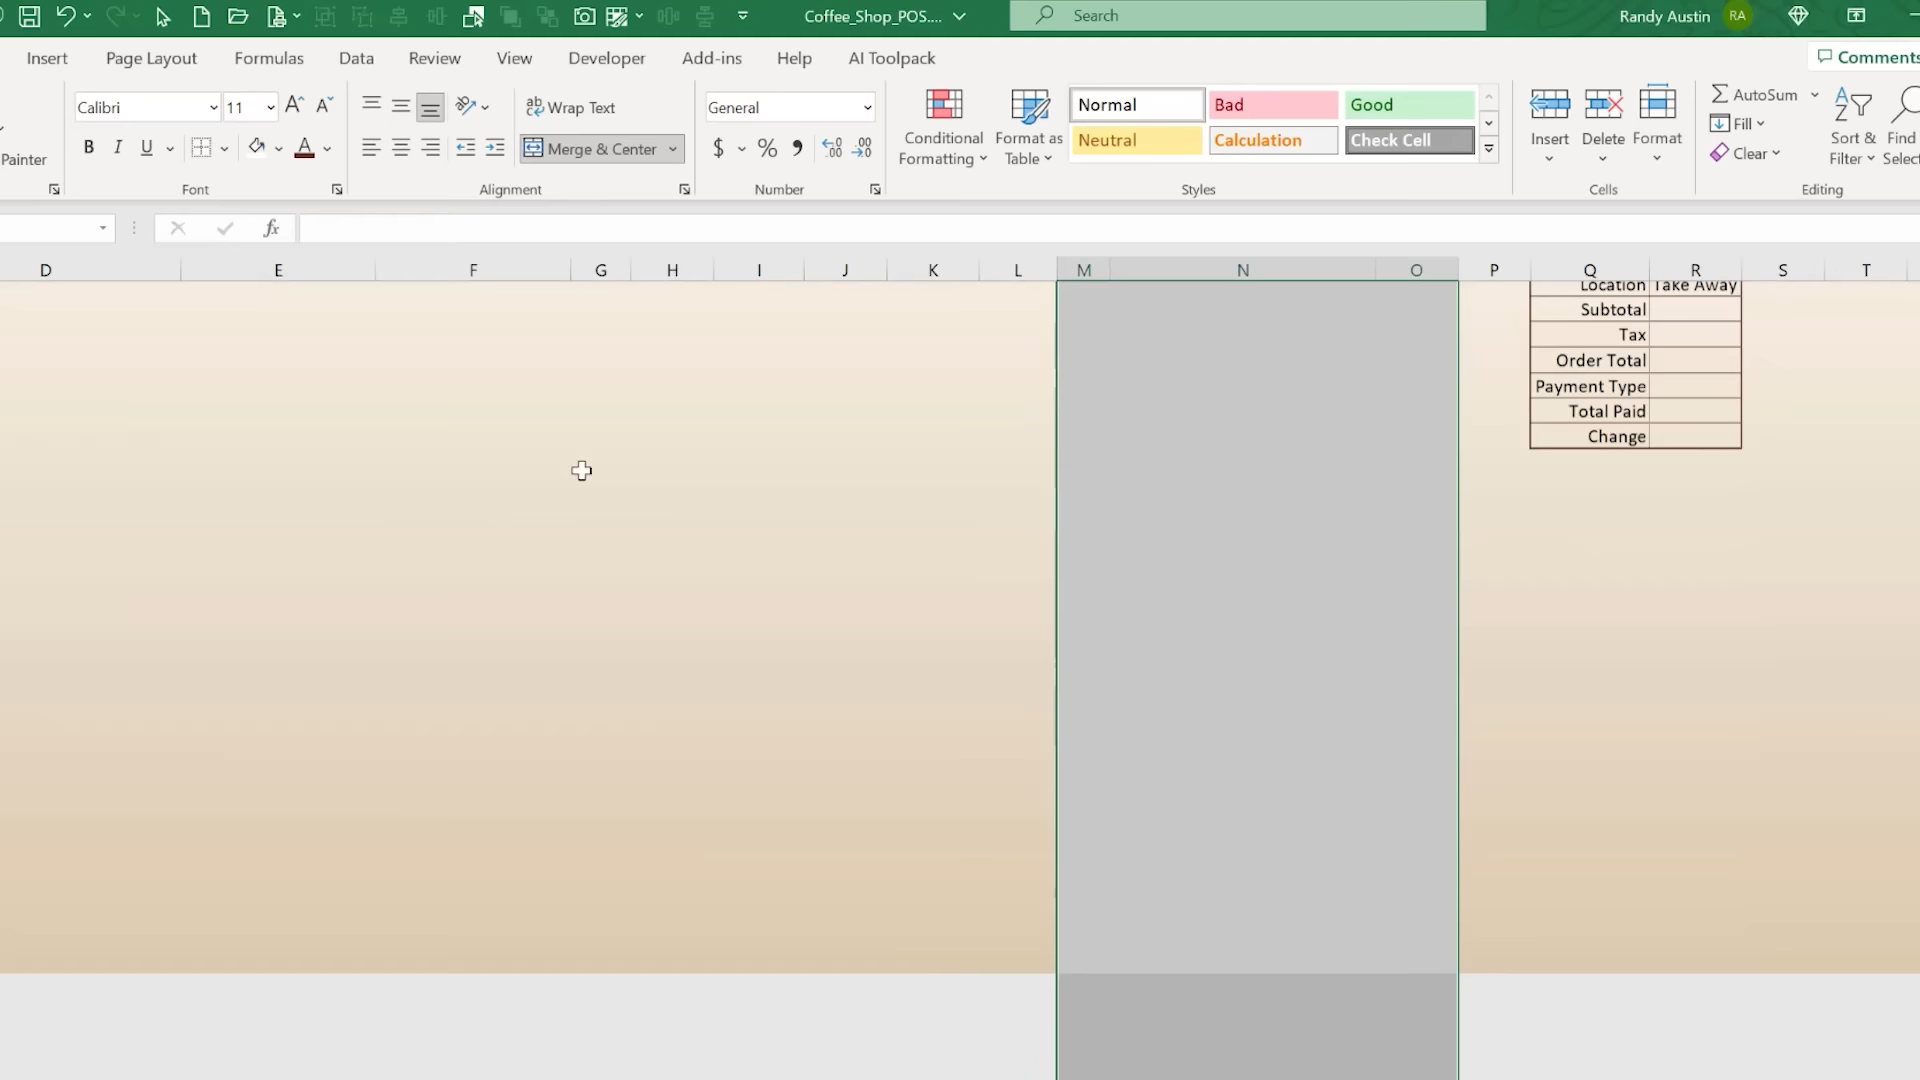 Coffee_Shop_POS....
Search
Randy Austin
RA
Insert
Page Layout
Formulas
Data
Review
View
Developer
Add-ins
Help
AI Toolpack
Comments
Painter
Calibri
11
B I U
Font
ab Wrap Text
Merge & Center
Alignment
General
$ % ,
Number
Conditional Formatting
Format as Table
Normal
Bad
Good
Neutral
Calculation
Check Cell
Styles
Insert
Delete
Format
Cells
AutoSum
Fill
Clear
Sort & Filter
Find
Select
Editing
fx
D E F G H I J K L M N O P Q R S T
Location Take Away
Subtotal
Tax
Order Total
Payment Type
Total Paid
Change